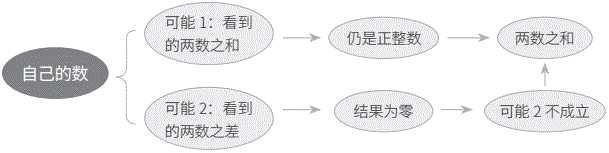 自己的数
可能 1：看到
的两数之和
仍是正整数
两数之和
可能 2：看到
的两数之差
结果为零
可能 2 不成立